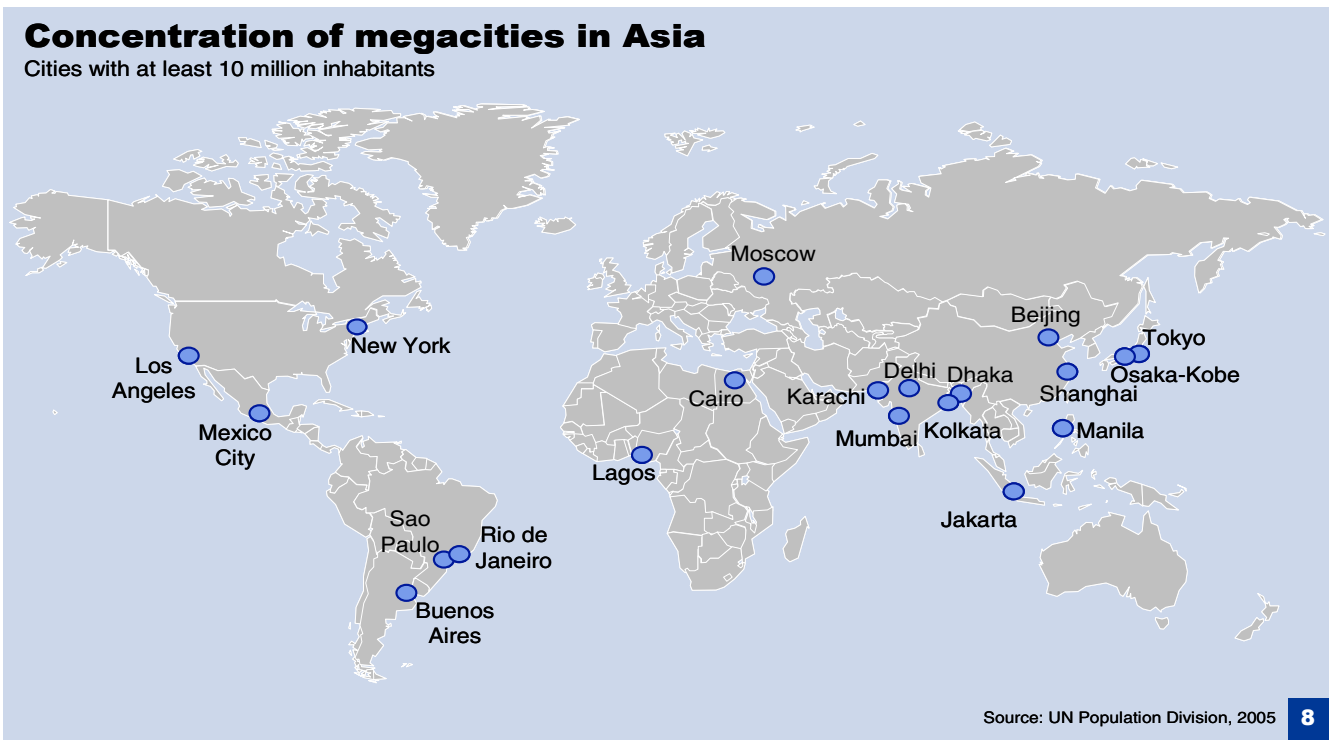 Concentration of megacities in Asia
Cities with at least 10 million inhabitants
Moscow
Beijing
Tokyo
New York
Los
Angeles
Osaka-Kobe
Delhi
Dhaka
Cairo
Karachi
Shanghai
Mexico
City
Mumbai
Kolkata
Manila
Lagos
Jakarta
Sao
Paulo
Rio de
Janeiro
Buenos
Aires
Source: UN Population Division, 2005
8